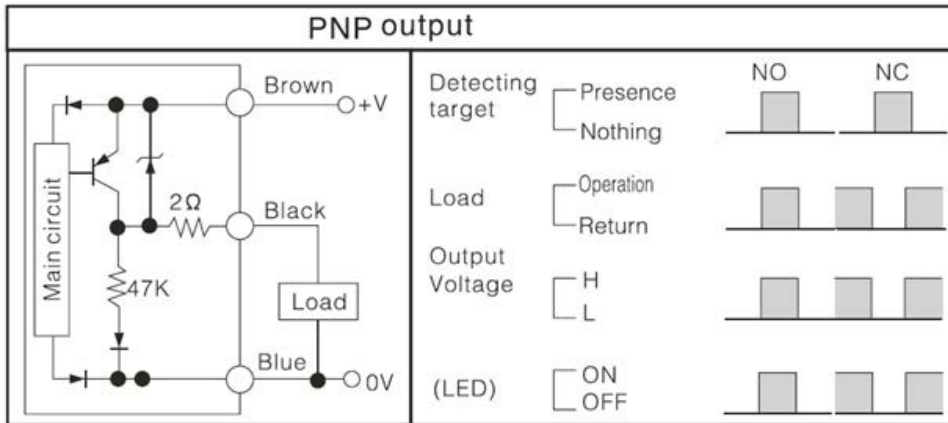 PNP output
Brown
+V
2Ω
Black
Main circuit
47K
Load
Blue
0V
NO NC
Detecting target
Presence
Nothing
Load
Operation
Return
Output Voltage
H
L
(LED)
ON
OFF